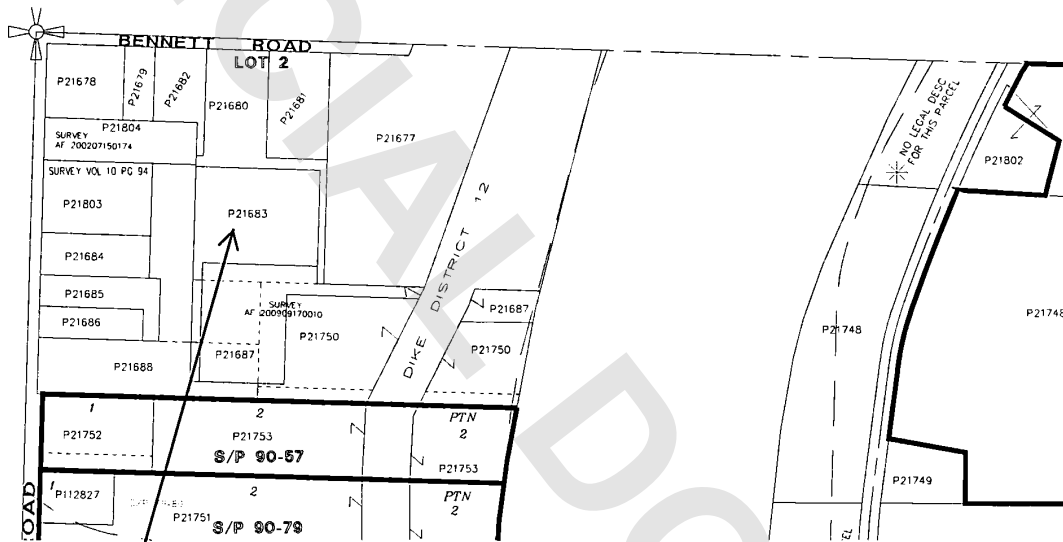 BENNETT ROAD
LOT 2
P21678
P21679
P21682
P21680
P21681
P21804
SURVEY
AF 200207150174
P21677
NO LEGAL DESC
FOR THIS PARCEL
P21802
SURVEY VOL 10 PG 94
P21803
P21683
DIKE DISTRICT 12
P21684
P21685
P21686
SURVEY
AF 200909170010
P21750
P21687
P21687
P21750
P21748
P21748
P21688
1
2
PTN
2
P21752
P21753
S/P 90-57
P21753
P21749
1
P112827
2
PTN
2
P21751
S/P 90-79
ROAD